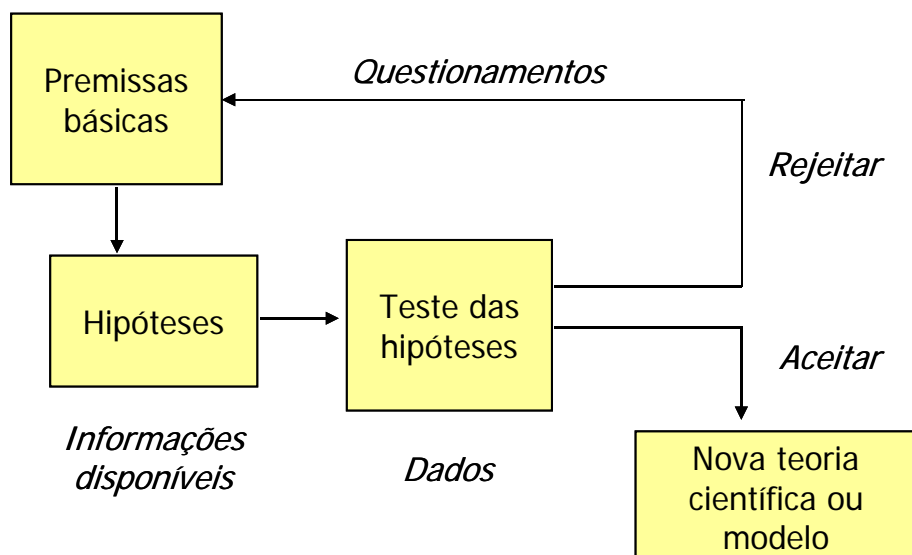 Premissas
básicas
Questionamentos
Rejeitar
Hipóteses
Teste das
hipóteses
Aceitar
Informações
disponíveis
Dados
Nova teoria
científica ou
modelo